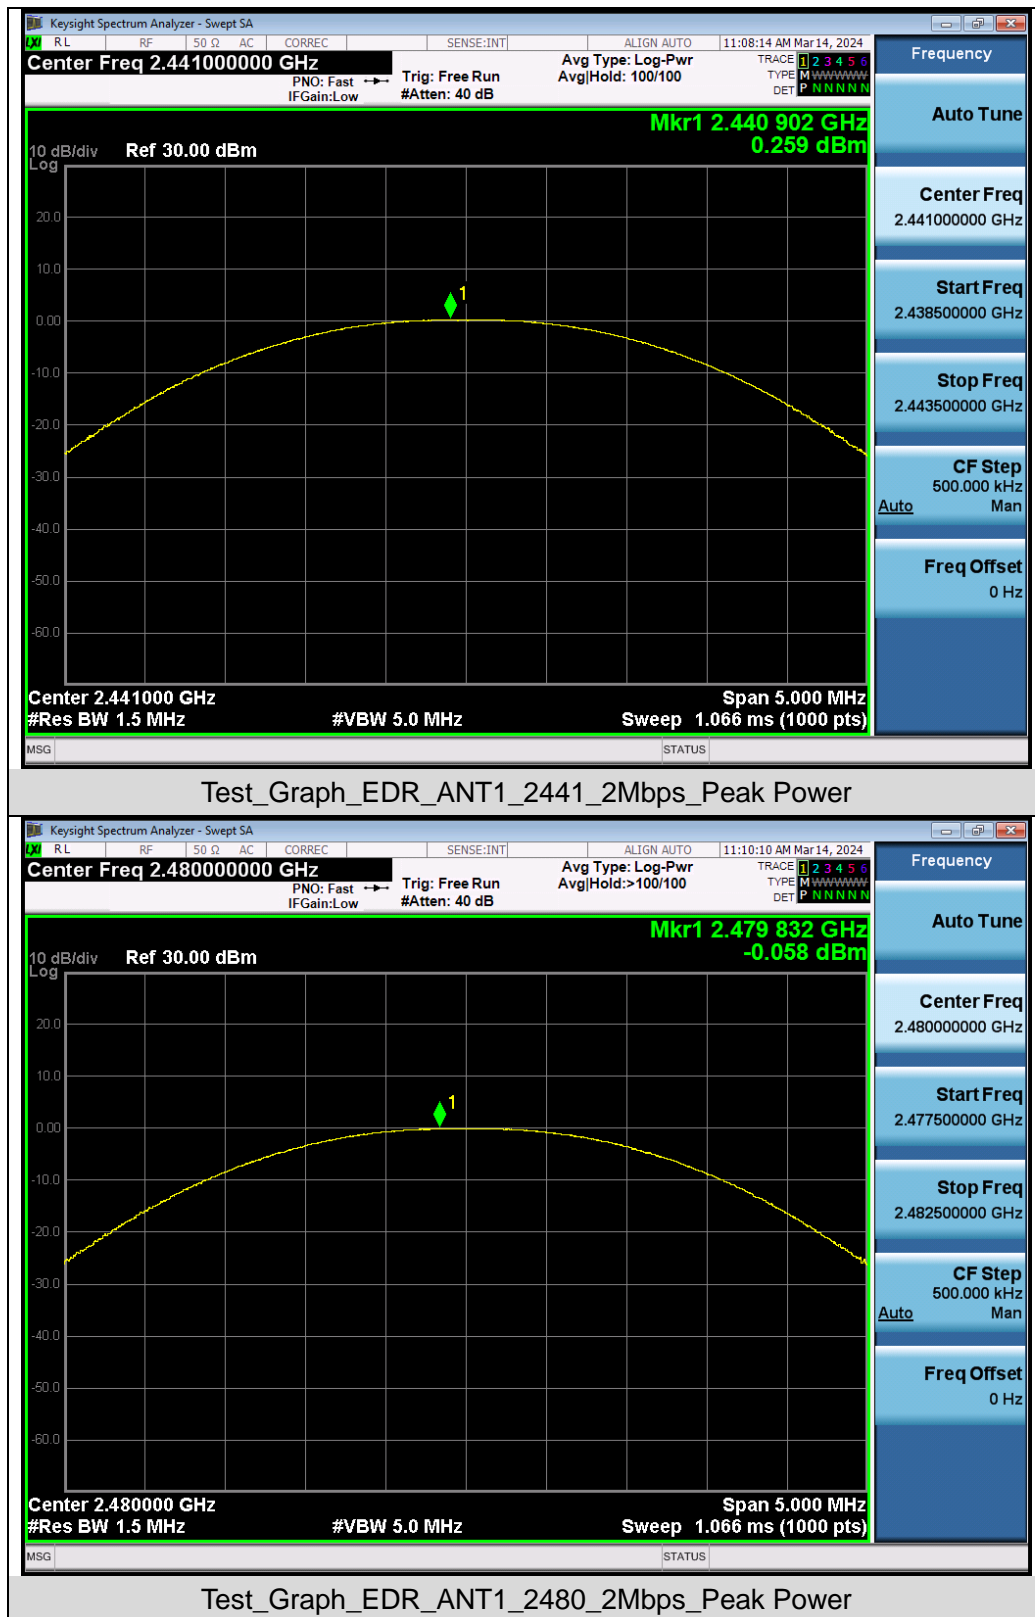 Keysight Spectrum Analyzer - Swept SA
LXI RL RF 50 Ω AC CORREC SENSE:INT ALIGN AUTO 11:08:14 AM Mar 14, 2024
Center Freq 2.441000000 GHz
PNO: Fast
IFGain:Low
Trig: Free Run
#Atten: 40 dB
Avg Type: Log-Pwr
Avg|Hold: 100/100
TRACE 1 2 3 4 5 6
TYPE M WWWWW
DET P N N N N N
Mkr1 2.440 902 GHz
0.259 dBm
10 dB/div Ref 30.00 dBm
Log
20.0
10.0
1
0.00
-10.0
-20.0
-30.0
-40.0
-50.0
-60.0
Center 2.441000 GHz Span 5.000 MHz
#Res BW 1.5 MHz #VBW 5.0 MHz Sweep 1.066 ms (1000 pts)
MSG STATUS
Frequency
Auto Tune
Center Freq
2.441000000 GHz
Start Freq
2.438500000 GHz
Stop Freq
2.443500000 GHz
CF Step
500.000 kHz
Auto Man
Freq Offset
0 Hz
Test_Graph_EDR_ANT1_2441_2Mbps_Peak Power
Keysight Spectrum Analyzer - Swept SA
LXI RL RF 50 Ω AC CORREC SENSE:INT ALIGN AUTO 11:10:10 AM Mar 14, 2024
Center Freq 2.480000000 GHz
PNO: Fast
IFGain:Low
Trig: Free Run
#Atten: 40 dB
Avg Type: Log-Pwr
Avg|Hold:>100/100
TRACE 1 2 3 4 5 6
TYPE M WWWWW
DET P N N N N N
Mkr1 2.479 832 GHz
-0.058 dBm
10 dB/div Ref 30.00 dBm
Log
20.0
10.0
1
0.00
-10.0
-20.0
-30.0
-40.0
-50.0
-60.0
Center 2.480000 GHz Span 5.000 MHz
#Res BW 1.5 MHz #VBW 5.0 MHz Sweep 1.066 ms (1000 pts)
MSG STATUS
Frequency
Auto Tune
Center Freq
2.480000000 GHz
Start Freq
2.477500000 GHz
Stop Freq
2.482500000 GHz
CF Step
500.000 kHz
Auto Man
Freq Offset
0 Hz
Test_Graph_EDR_ANT1_2480_2Mbps_Peak Power